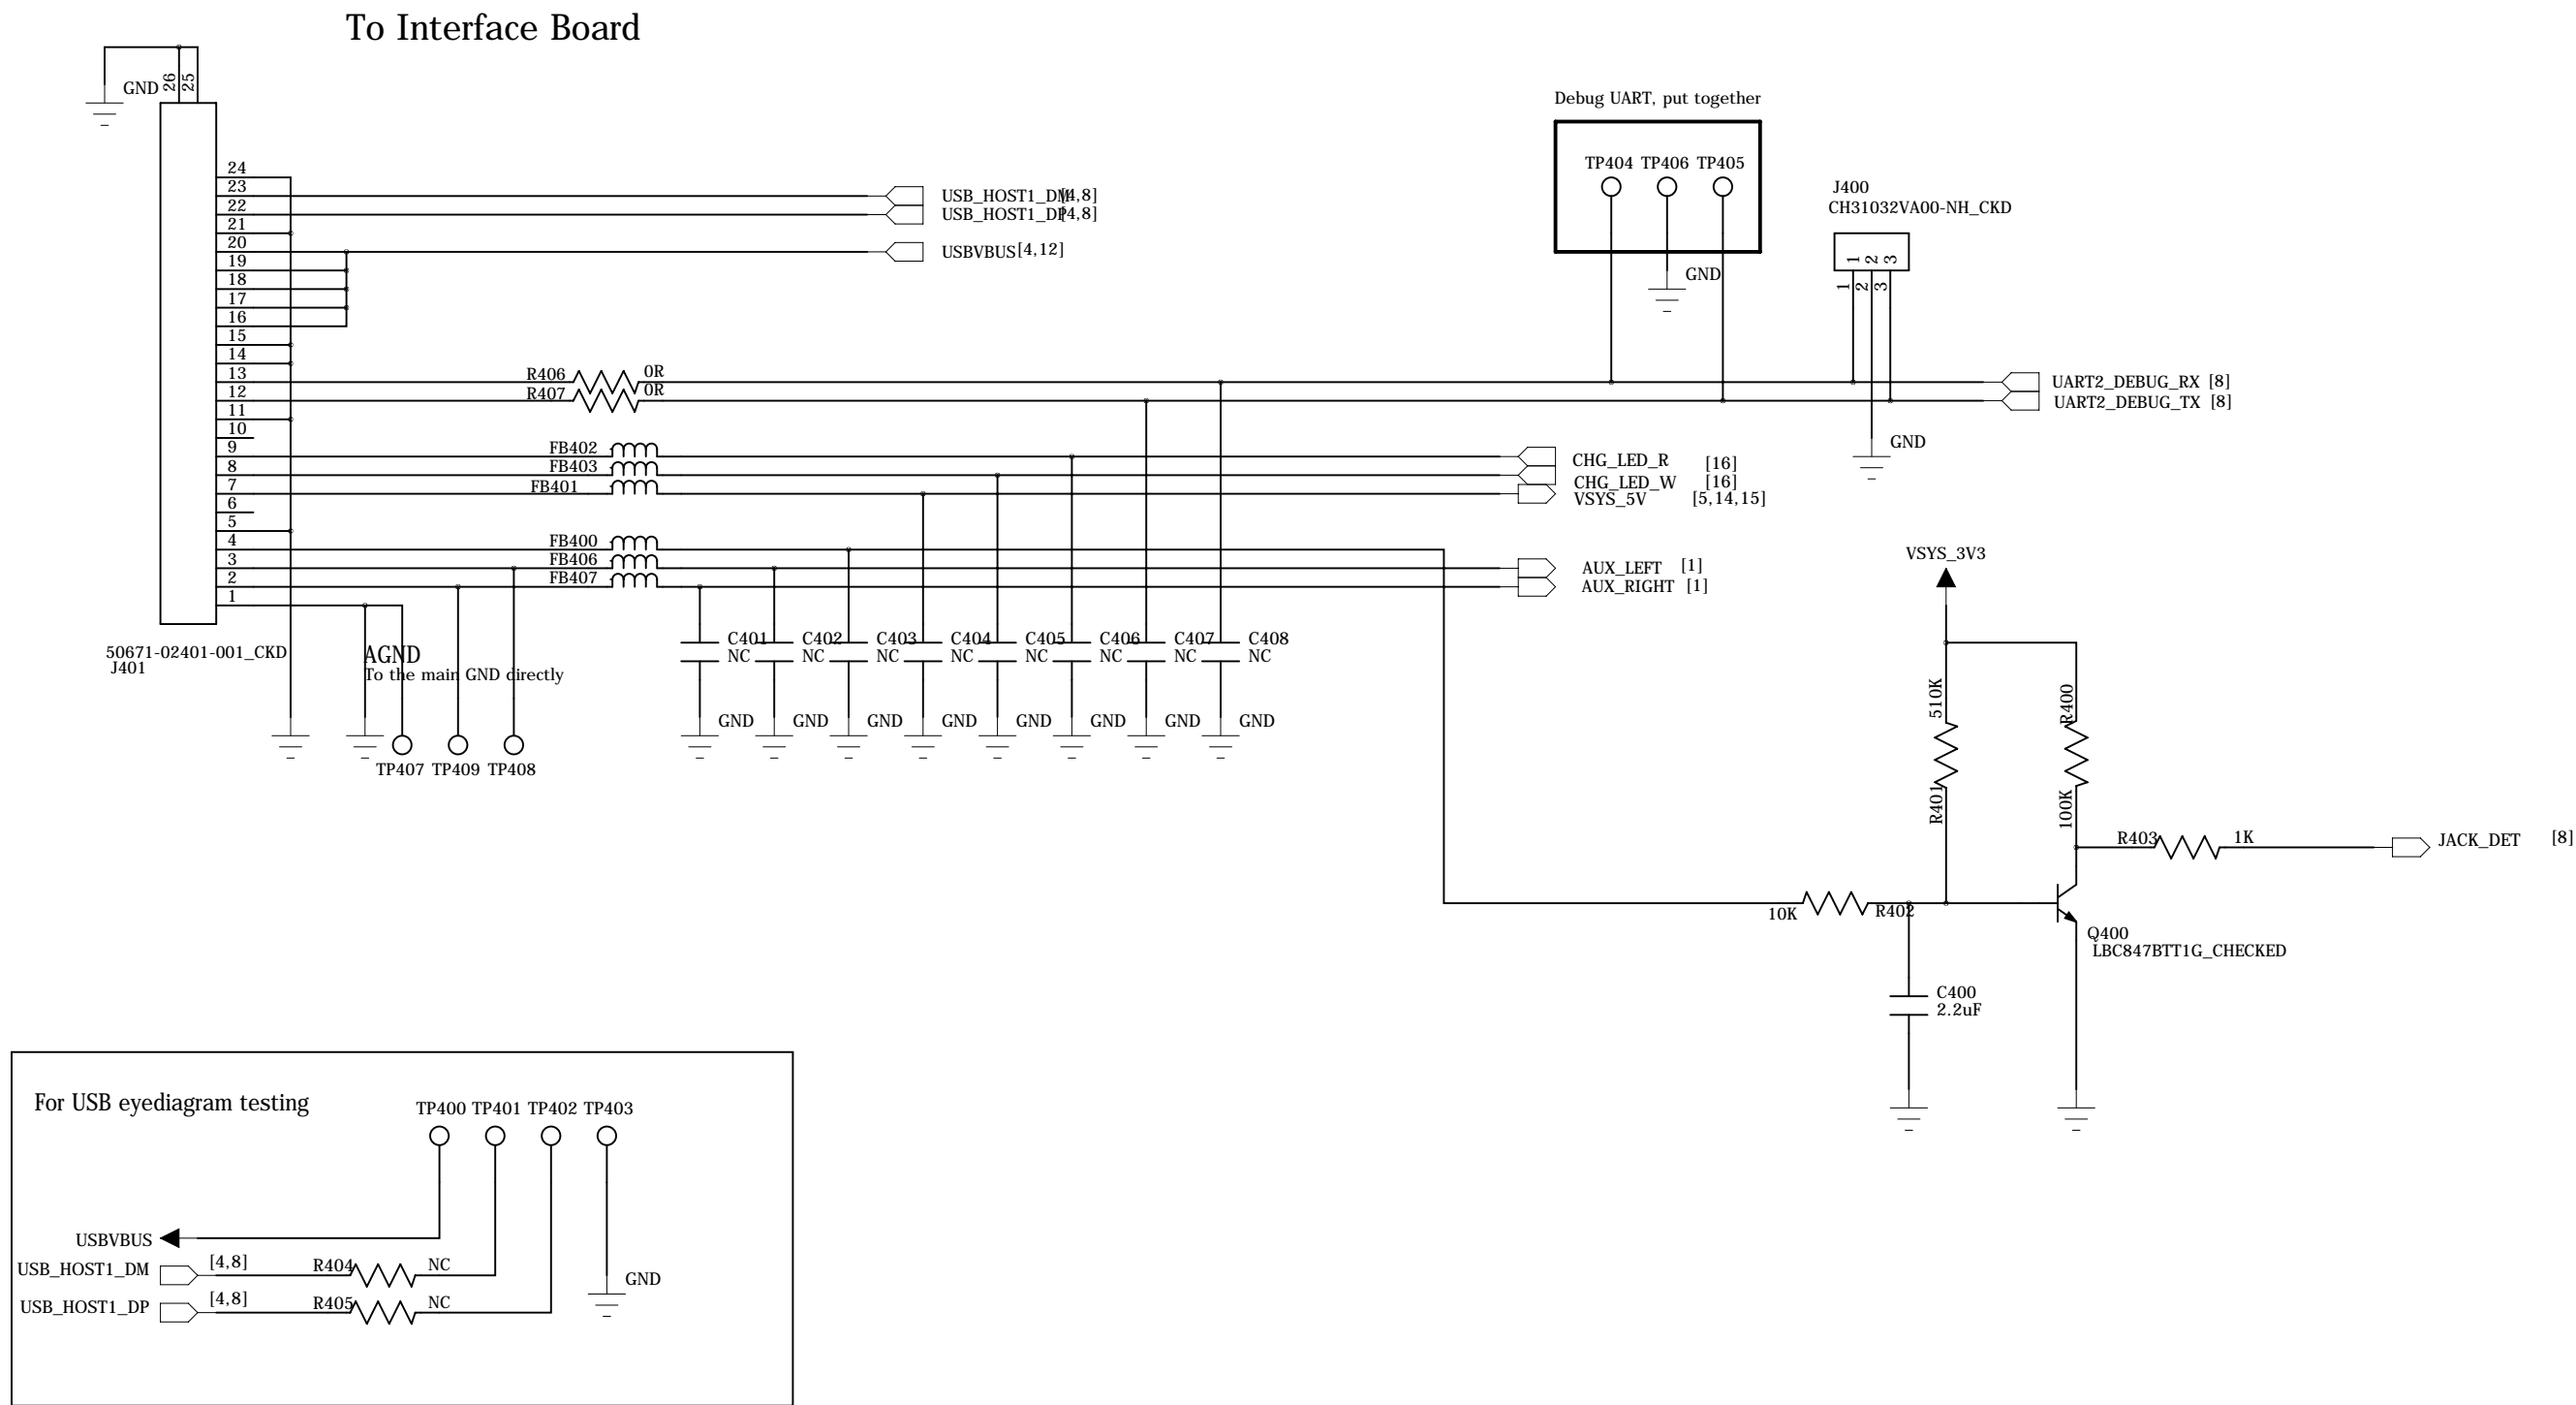 To Interface Board
GND
26
25
24
23
22
21
20
19
18
17
16
15
14
13
12
11
10
9
8
7
6
5
4
3
2
1
50671-02401-001_CKD
J401
USB_HOST1_DM [4,8]
USB_HOST1_DP [4,8]
USBVBUS [4,12]
R406 0R
R407 0R
FB402
FB403
FB401
FB400
FB406
FB407
AGND
To the main GND directly
TP407 TP409 TP408
C401
NC
C402
NC
C403
NC
C404
NC
C405
NC
C406
NC
C407
NC
C408
NC
GND GND GND GND GND GND GND GND
Debug UART, put together
TP404 TP406 TP405
GND
J400
CH31032VA00-NH_CKD
1 2 3
1 2 3
GND
UART2_DEBUG_RX [8]
UART2_DEBUG_TX [8]
CHG_LED_R [16]
CHG_LED_W [16]
VSYS_5V [5,14,15]
AUX_LEFT [1]
AUX_RIGHT [1]
VSYS_3V3
510K
R401
R400
100K
R403 1K
JACK_DET [8]
10K R402
Q400
LBC847BTT1G_CHECKED
C400
2.2uF
For USB eyediagram testing
TP400 TP401 TP402 TP403
USBVBUS
USB_HOST1_DM [4,8] R404 NC
USB_HOST1_DP [4,8] R405 NC
GND